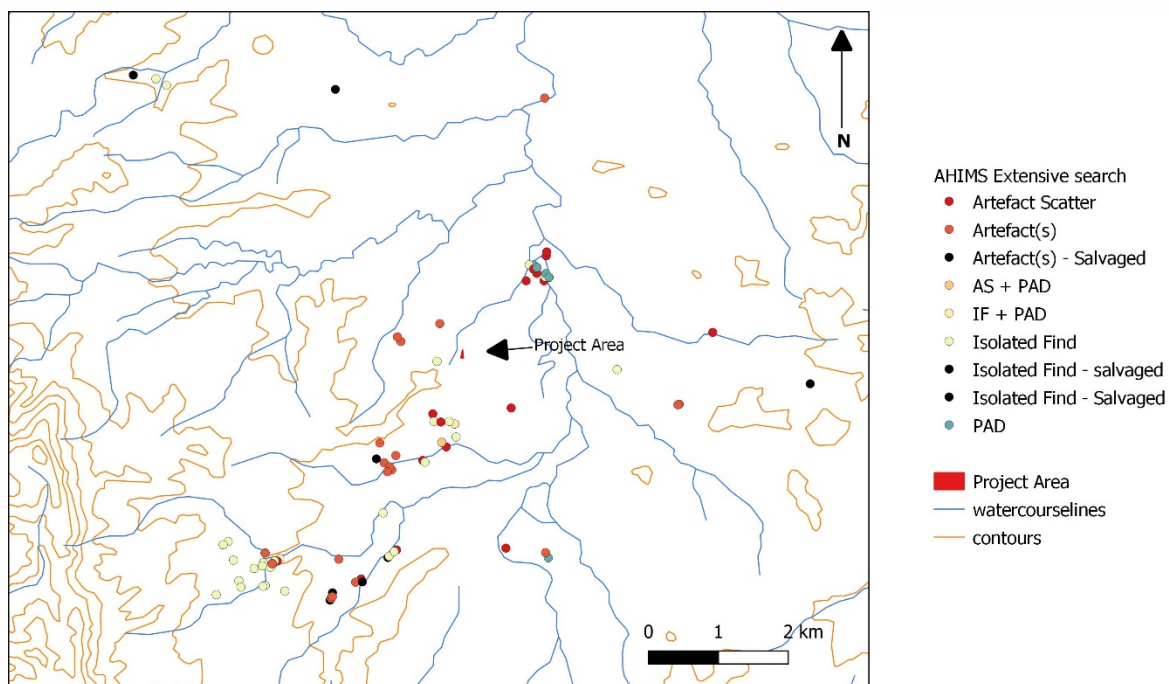 N
Project Area
0 1 2 km
AHIMS Extensive search
Artefact Scatter
Artefact(s)
Artefact(s) - Salvaged
AS + PAD
IF + PAD
Isolated Find
Isolated Find - salvaged
Isolated Find - Salvaged
PAD
Project Area
watercourselines
contours